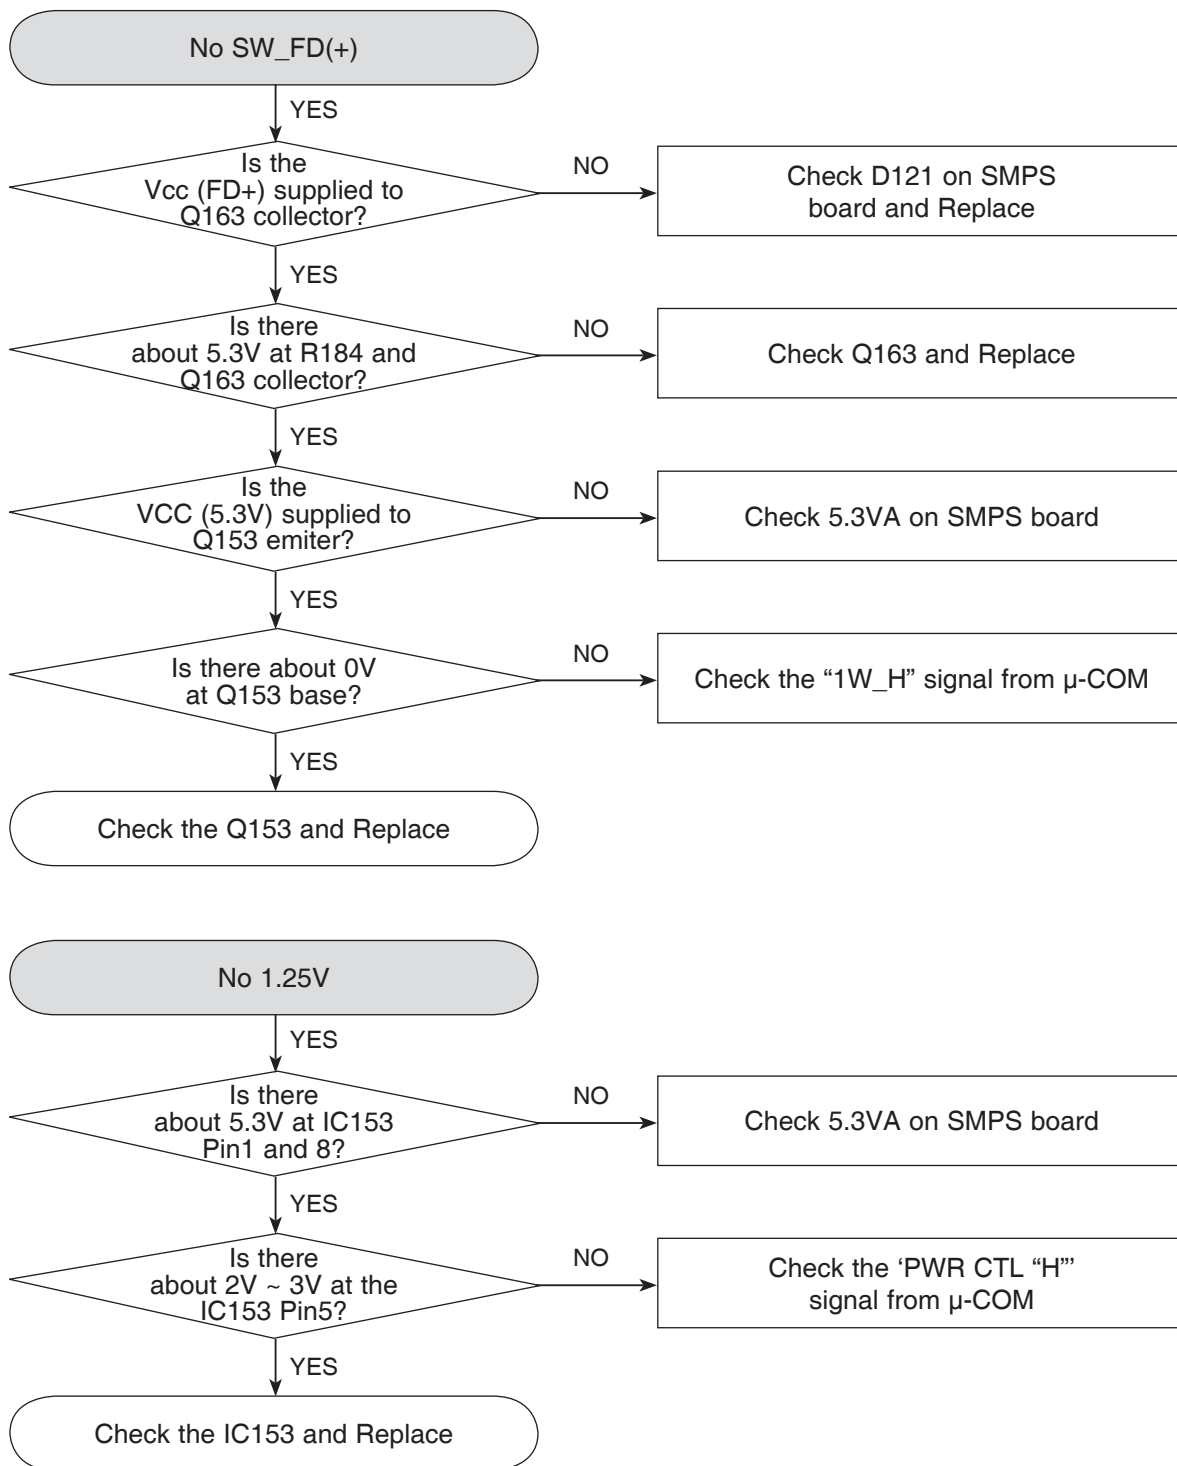 No SW_FD(+)
YES
Is the
Vcc (FD+) supplied to
Q163 collector?
NO
Check D121 on SMPS
board and Replace
YES
Is there
about 5.3V at R184 and
Q163 collector?
NO
Check Q163 and Replace
YES
Is the
VCC (5.3V) supplied to
Q153 emiter?
NO
Check 5.3VA on SMPS board
YES
Is there about 0V
at Q153 base?
NO
Check the “1W_H” signal from µ-COM
YES
Check the Q153 and Replace
No 1.25V
YES
Is there
about 5.3V at IC153
Pin1 and 8?
NO
Check 5.3VA on SMPS board
YES
Is there
about 2V ~ 3V at the
IC153 Pin5?
NO
Check the ‘PWR CTL “H”’
signal from µ-COM
YES
Check the IC153 and Replace